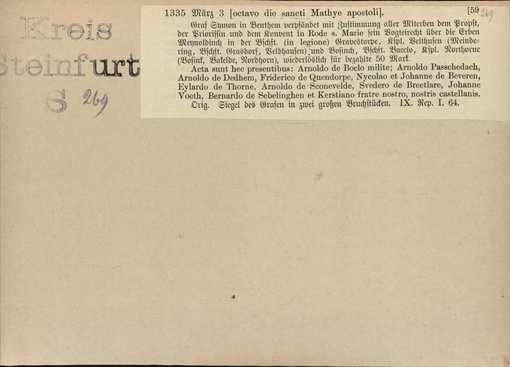 Kreis
Steinfurt
S 269
1335 März 3 [octavo die sancti Mathye apostoli]. [59
269
Graf Symon in Benthem verpfändet mit Zustimmung aller Miterben dem Propst,
der Priorissin und dem Konvent in Rode s. Marie sein Vogteirecht über die Erben
Meynoldinch in der Bschft. (in legione) Gravestorpe, Kspl. Velthusen (Meinde-
ring, Bschft. Grasdorf, Veldhausen) und Bosinch, Bschft. Baeclo, Kspl. Northorne
(Bosink, Bakelde, Nordhorn), wiederlöslich für bezahlte 50 Mark.
Acta sunt hec presentibus: Arnoldo de Boclo milite; Arnoldo Passchedach,
Arnoldo de Dedhem, Friderico de Quendorpe, Nycolao et Johanne de Beveren,
Eylardo de Thorne, Arnoldo de Sconevelde, Svedero de Breetlare, Johanne
Voeth, Bernardo de Sebelinghen et Kerstiano fratre nostro, nostris castellanis.
Orig. Siegel des Grafen in zwei großen Bruchstücken. IX. Rep. I. 64.